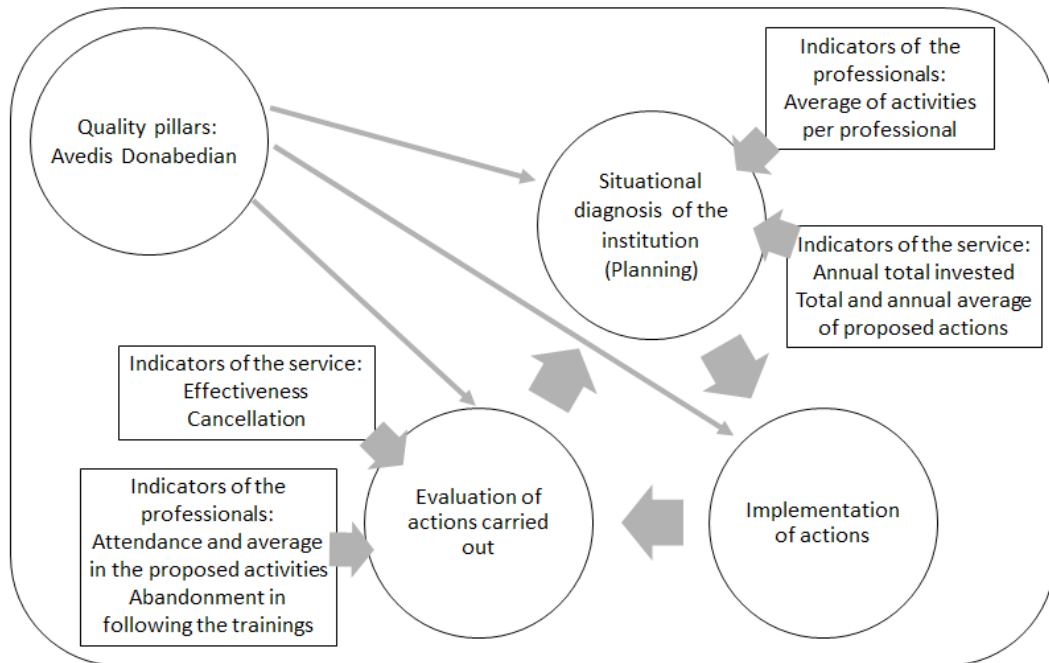 Quality pillars:
Avedis Donabedian
Indicators of the
professionals:
Average of activities
per professional
Situational
diagnosis of the
institution
(Planning)
Indicators of the service:
Annual total invested
Total and annual average
of proposed actions
Indicators of the service:
Effectiveness
Cancellation
Indicators of the
professionals:
Attendance and average
in the proposed activities
Abandonment in
following the trainings
Evaluation of
actions carried
out
Implementation
of actions